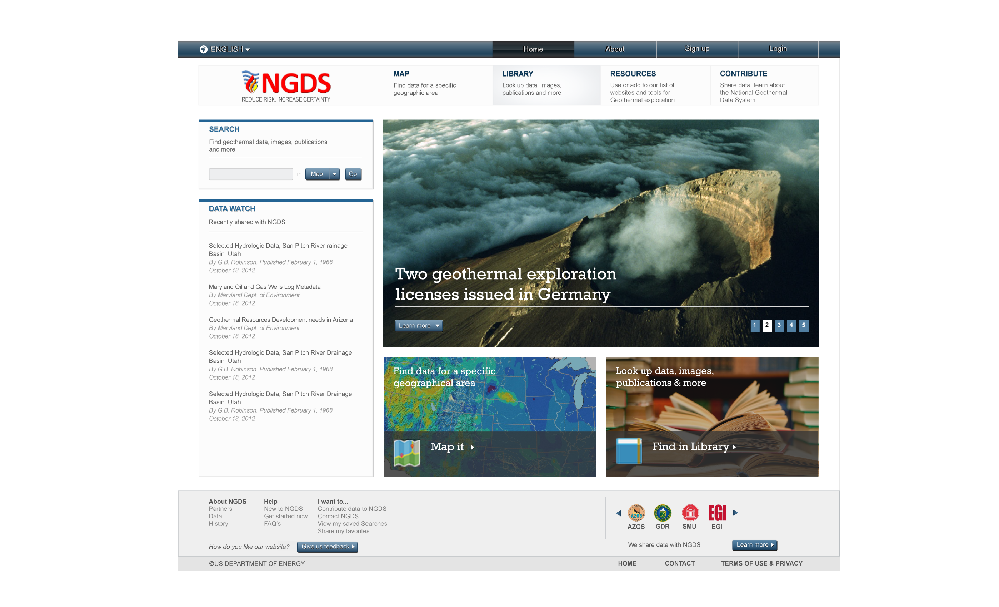 ENGLISH
Home
About
Sign up
Login
NGDS
REDUCE RISK, INCREASE CERTAINTY
MAP
Find data for a specific
geographic area
LIBRARY
Look up data, images,
publications and more
RESOURCES
Use or add to our list of
websites and tools for
Geothermal exploration
CONTRIBUTE
Share data, learn about
the National Geothermal
Data System
SEARCH
Find geothermal data, images, publications
and more
in
Map
Go
DATA WATCH
Recently shared with NGDS
Selected Hydrologic Data, San Pitch River rainage
Basin, Utah
By G.B. Robinson. Published February 1, 1968
October 18, 2012
Maryland Oil and Gas Wells Log Metadata
By Maryland Dept. of Environment
October 18, 2012
Geothermal Resources Development needs in Arizona
By Maryland Dept. of Environment
October 18, 2012
Selected Hydrologic Data, San Pitch River Drainage
Basin, Utah
By G.B. Robinson. Published February 1, 1968
October 18, 2012
Selected Hydrologic Data, San Pitch River Drainage
Basin, Utah
By G.B. Robinson. Published February 1, 1968
October 18, 2012
Two geothermal exploration
licenses issued in Germany
Learn more
1 2 3 4 5
Find data for a specific
geographical area
Map it
Look up data, images,
publications & more
Find in Library
About NGDS
Partners
Data
History
Help
New to NGDS
Get started now
FAQ's
I want to...
Contribute data to NGDS
Contact NGDS
View my saved Searches
Share my favorites
How do you like our website?
Give us feedback
AZGS
EGI
AZGS
GDR
SMU
EGI
We share data with NGDS
Learn more
©US DEPARTMENT OF ENERGY
HOME
CONTACT
TERMS OF USE & PRIVACY